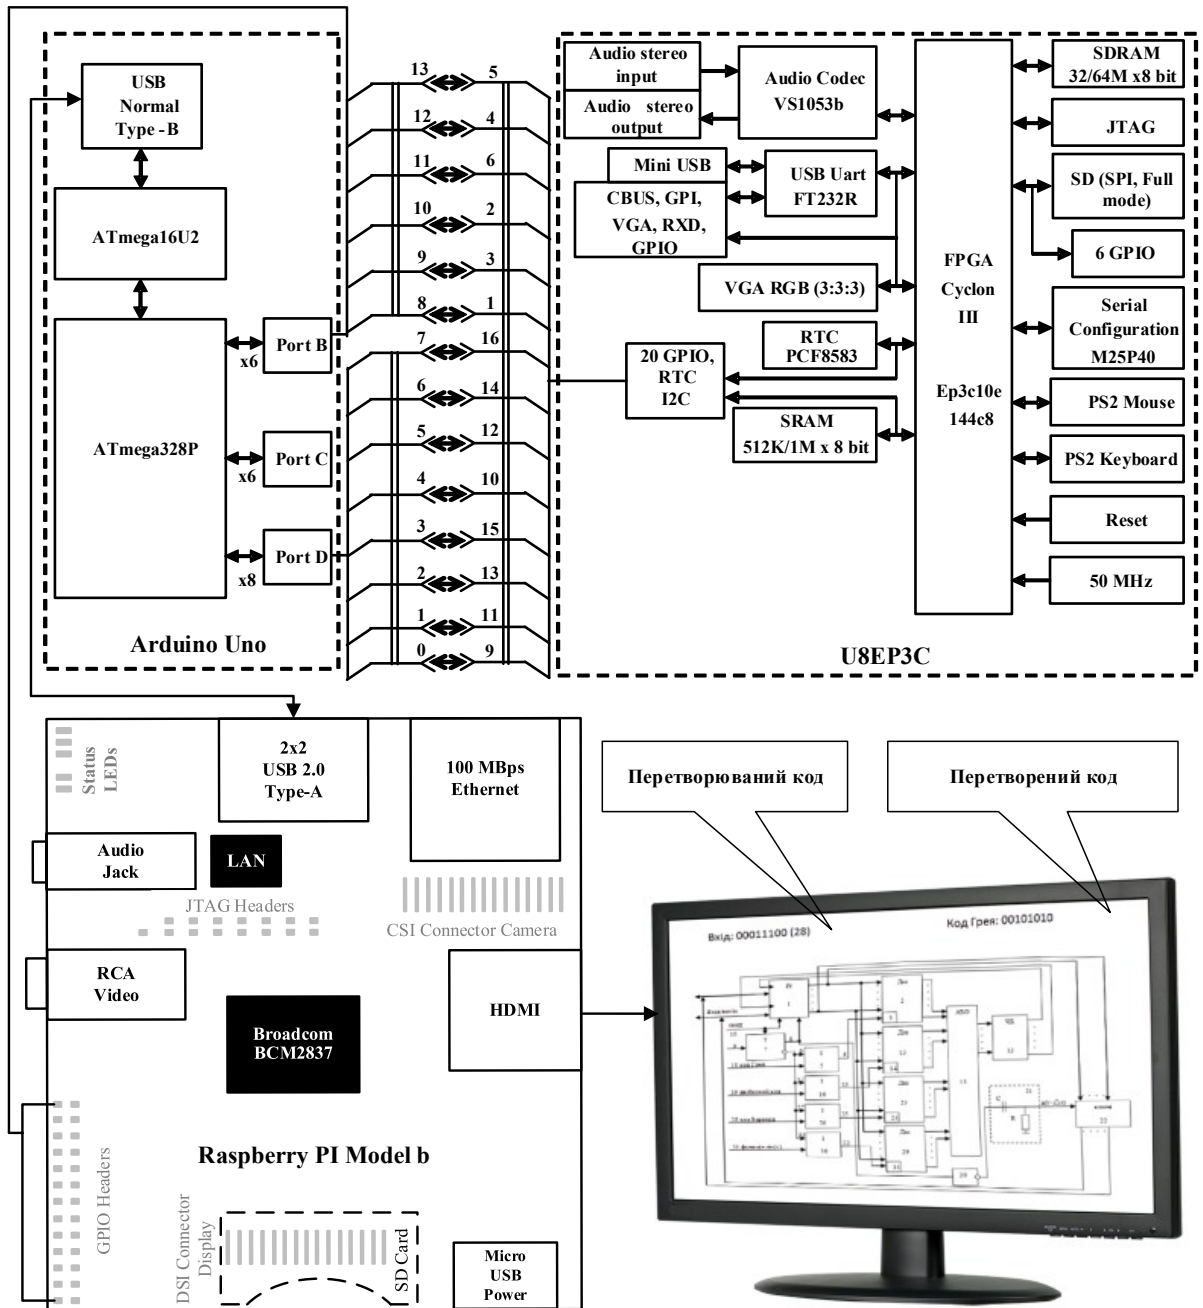 USB
Normal
Type - B
ATmega16U2
ATmega328P
Port B
x6
Port C
x6
Port D
x8
Arduino Uno
13 5
12 4
11 6
10 2
9 3
8 1
7 16
6 14
5 12
4 10
3 15
2 13
1 11
0 9
Audio stereo
input
Audio stereo
output
Audio Codec
VS1053b
Mini USB
CBUS, GPI,
VGA, RXD,
GPIO
USB Uart
FT232R
VGA RGB (3:3:3)
RTC
PCF8583
20 GPIO,
RTC
I2C
SRAM
512K/1M x 8 bit
FPGA
Cyclon
III
Ep3c10e
144c8
SDRAM
32/64M x8 bit
JTAG
SD (SPI, Full
mode)
6 GPIO
Serial
Configuration
M25P40
PS2 Mouse
PS2 Keyboard
Reset
50 MHz
U8EP3C
Status
LEDs
2x2
USB 2.0
Type-A
100 MBps
Ethernet
Audio
Jack
LAN
JTAG Headers
CSI Connector Camera
RCA
Video
HDMI
Broadcom
BCM2837
Raspberry PI Model b
GPIO Headers
DSI Connector
Display
SD Card
Micro
USB
Power
Перетворюваний код
Перетворений код
Вхід: 00011100 (28)
Код Грея: 00101010